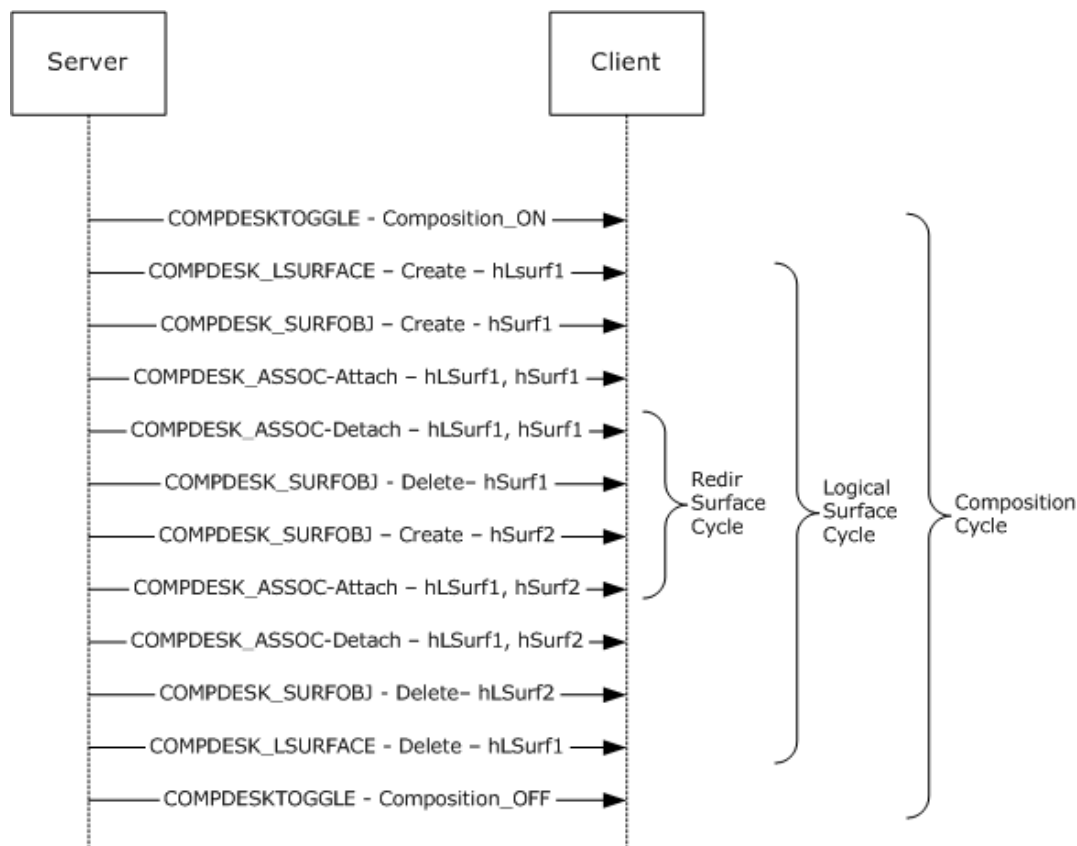 Server
Client
COMPDESKTOGGLE - Composition_ON
COMPDESK_LSURFACE – Create – hLsurf1
COMPDESK_SURFOBJ – Create - hSurf1
COMPDESK_ASSOC-Attach – hLSurf1, hSurf1
COMPDESK_ASSOC-Detach – hLSurf1, hSurf1
COMPDESK_SURFOBJ - Delete– hSurf1
COMPDESK_SURFOBJ - Create – hSurf2
COMPDESK_ASSOC-Attach – hLSurf1, hSurf2
COMPDESK_ASSOC-Detach – hLSurf1, hSurf2
COMPDESK_SURFOBJ - Delete– hLSurf2
COMPDESK_LSURFACE - Delete – hLSurf1
COMPDESKTOGGLE - Composition_OFF
Redir
Surface
Cycle
Logical
Surface
Cycle
Composition
Cycle